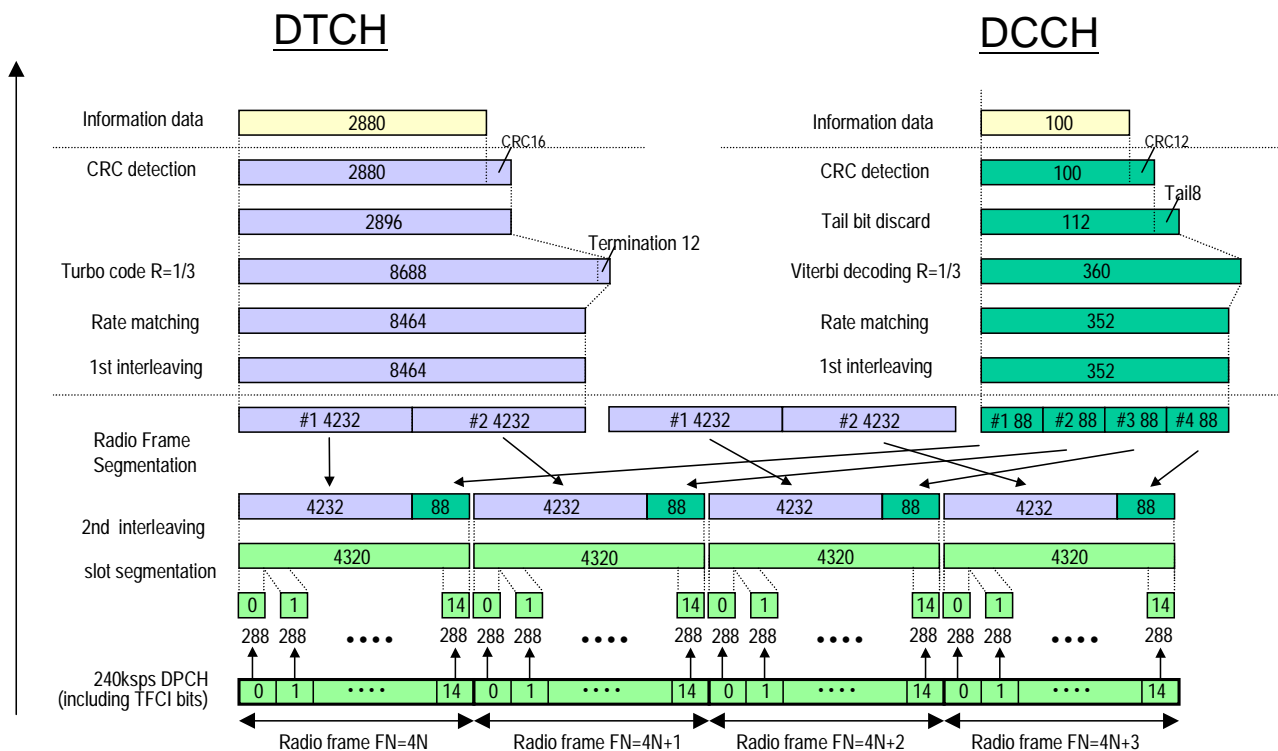 DTCH DCCH
Information data 2880 Information data 100
CRC16 CRC12
CRC detection 2880 CRC detection 100
Tail8
2896 Tail bit discard 112
Termination 12
Turbo code R=1/3 8688 Viterbi decoding R=1/3 360
Rate matching 8464 Rate matching 352
1st interleaving 8464 1st interleaving 352
#1 4232 #2 4232 #1 4232 #2 4232 #1 88 #2 88 #3 88 #4 88
Radio Frame
Segmentation
4232 88 4232 88 4232 88 4232 88
2nd interleaving
4320 4320 4320 4320
slot segmentation
0 1 14 0 1 14 0 1 14 0 1 14
288 288 •••• 288 288 288 •••• 288 288 288 •••• 288 288 288 •••• 288
240ksps DPCH
(including TFCI bits)
0 1 •••• 14 0 1 •••• 14 0 1 •••• 14 0 1 •••• 14
Radio frame FN=4N Radio frame FN=4N+1 Radio frame FN=4N+2 Radio frame FN=4N+3